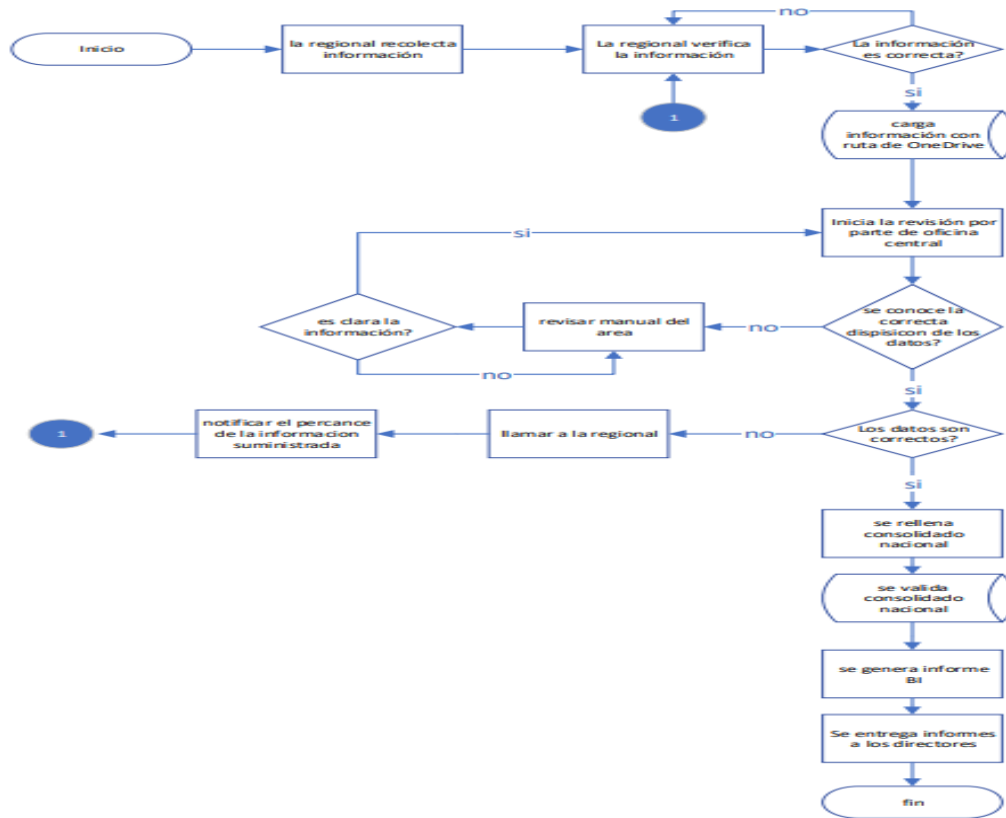 no
Inicio
la regional recolecta
información
La regional verifica
la información
La información
es correcta?
si
1
carga
información con
ruta de OneDrive
si
Inicia la revisión por
parte de oficina
central
es clara la
información?
revisar manual del
area
no
se conoce la
correcta
dispisicon de los
datos?
no
si
1
notificar el percance
de la informacion
suministrada
llamar a la regional
no
Los datos son
correctos?
si
se rellena
consolidado
nacional
se valida
consolidado
nacional
se genera informe
BI
Se entrega informes
a los directores
fin